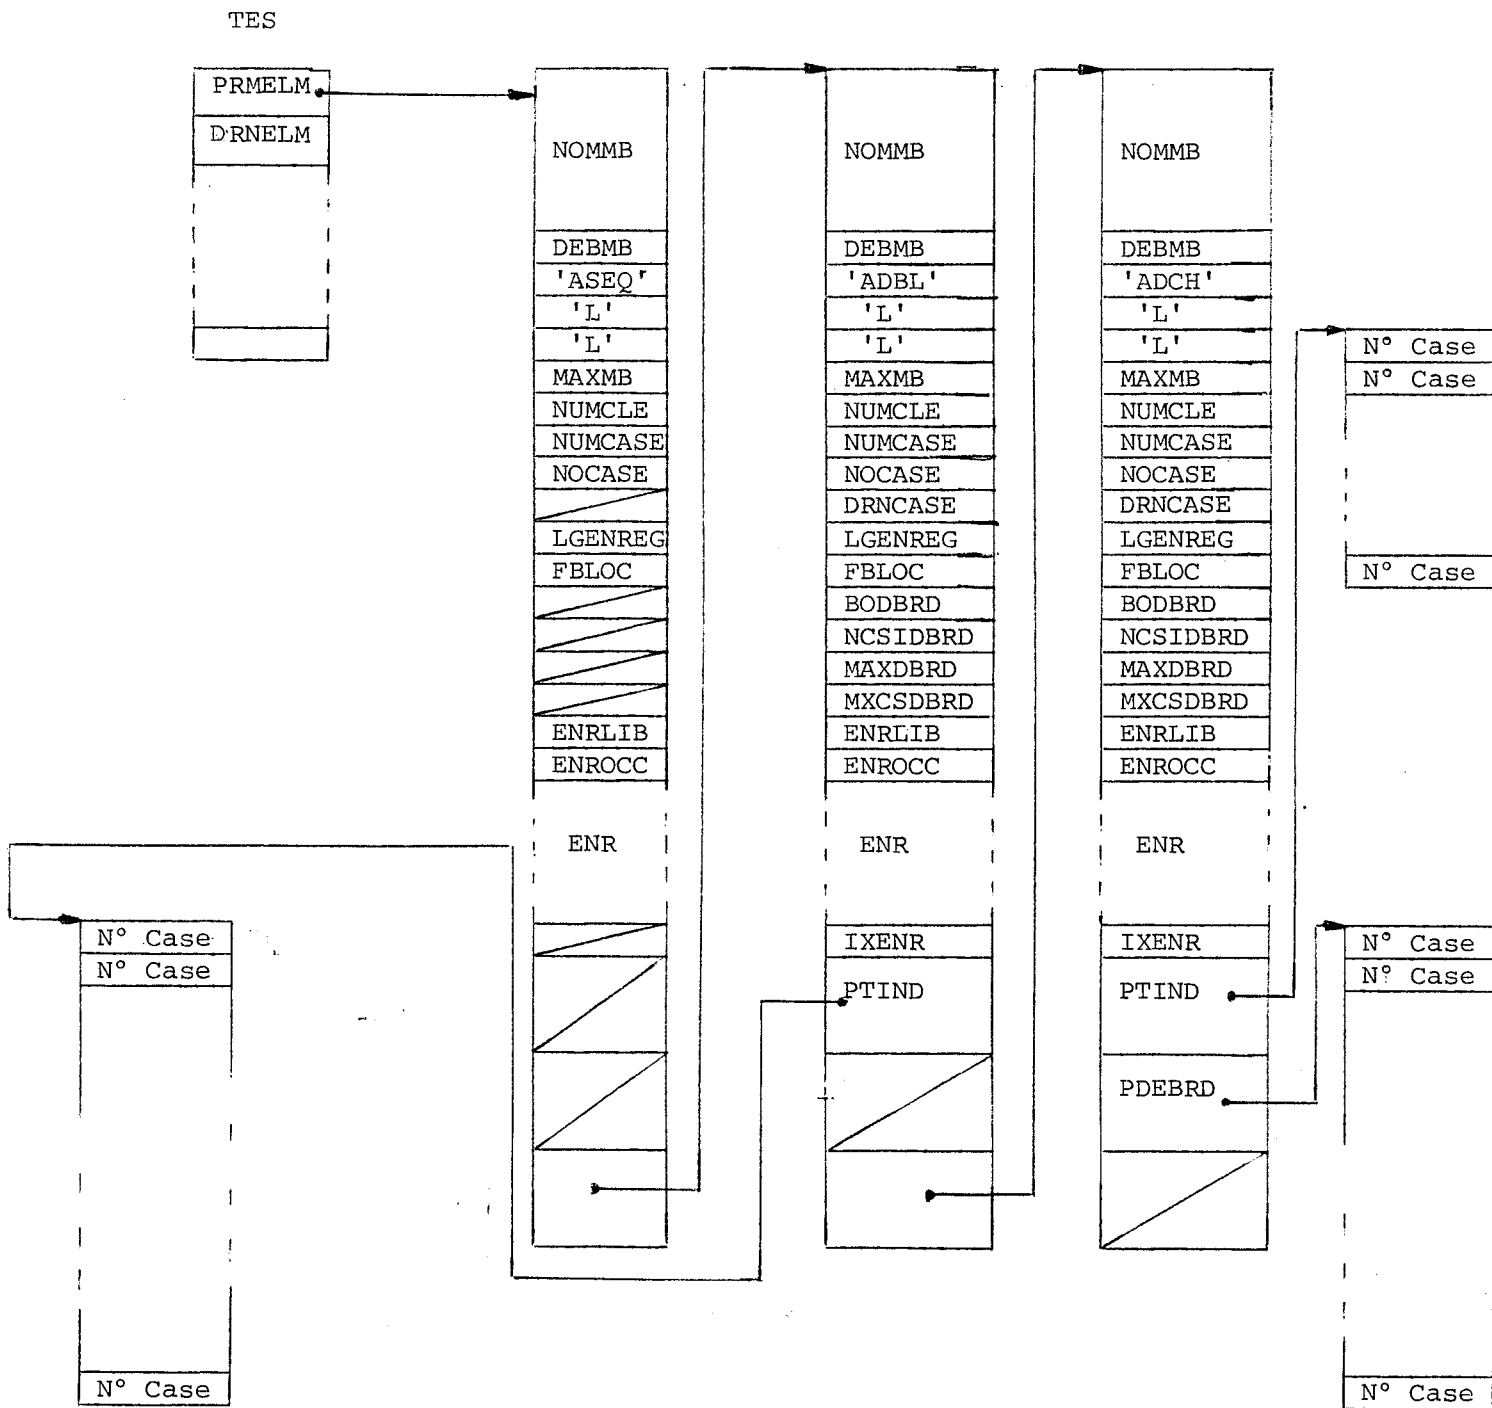 TES
PRMELM
DRNELM
NOMMB
DEBMB
'ASEQ'
'L'
'L'
MAXMB
NUMCLE
NUMCASE
NOCASE
LGENREG
FBLOC
ENRLIB
ENROCC
ENR
NOMMB
DEBMB
'ADBL'
'L'
'L'
MAXMB
NUMCLE
NUMCASE
NOCASE
DRNCASE
LGENREG
FBLOC
BODBRD
NCSIDBRD
MAXDBRD
MXCSDBRD
ENRLIB
ENROCC
ENR
IXENR
PTIND
NOMMB
DEBMB
'ADCH'
'L'
'L'
MAXMB
NUMCLE
NUMCASE
NOCASE
DRNCASE
LGENREG
FBLOC
BODBRD
NCSIDBRD
MAXDBRD
MXCSDBRD
ENRLIB
ENROCC
ENR
IXENR
PTIND
PDEBRD
N° Case
N° Case
N° Case
N° Case
N° Case
N° Case
N° Case
N° Case
N° Case